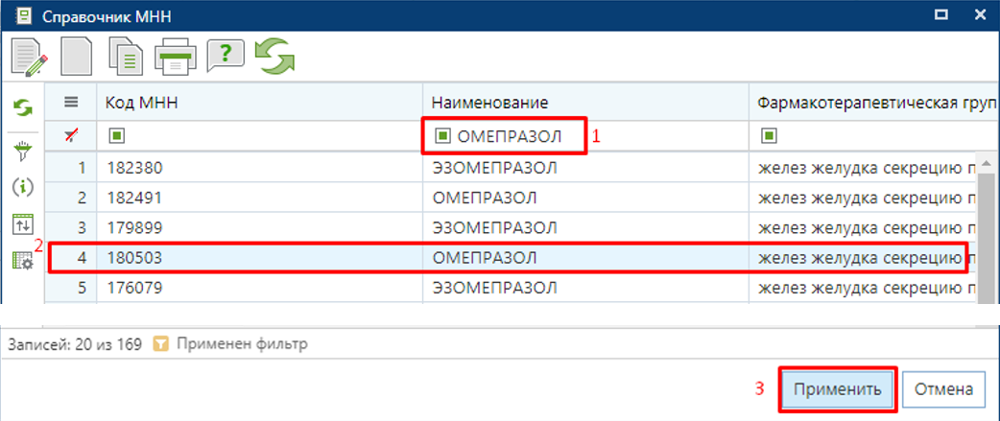 Справочник МНН
?
Код МНН Наименование Фармакотерапевтическая груп
ОМЕПРАЗОЛ 1
1 182380 ЭЗОМЕПРАЗОЛ желез желудка секрецию п
2 182491 ОМЕПРАЗОЛ желез желудка секрецию п
3 179899 ЭЗОМЕПРАЗОЛ желез желудка секрецию п
2
4 180503 ОМЕПРАЗОЛ желез желудка секрецию п
5 176079 ЭЗОМЕПРАЗОЛ желез желудка секрецию п
Записей: 20 из 169 Применен фильтр
3 Применить Отмена